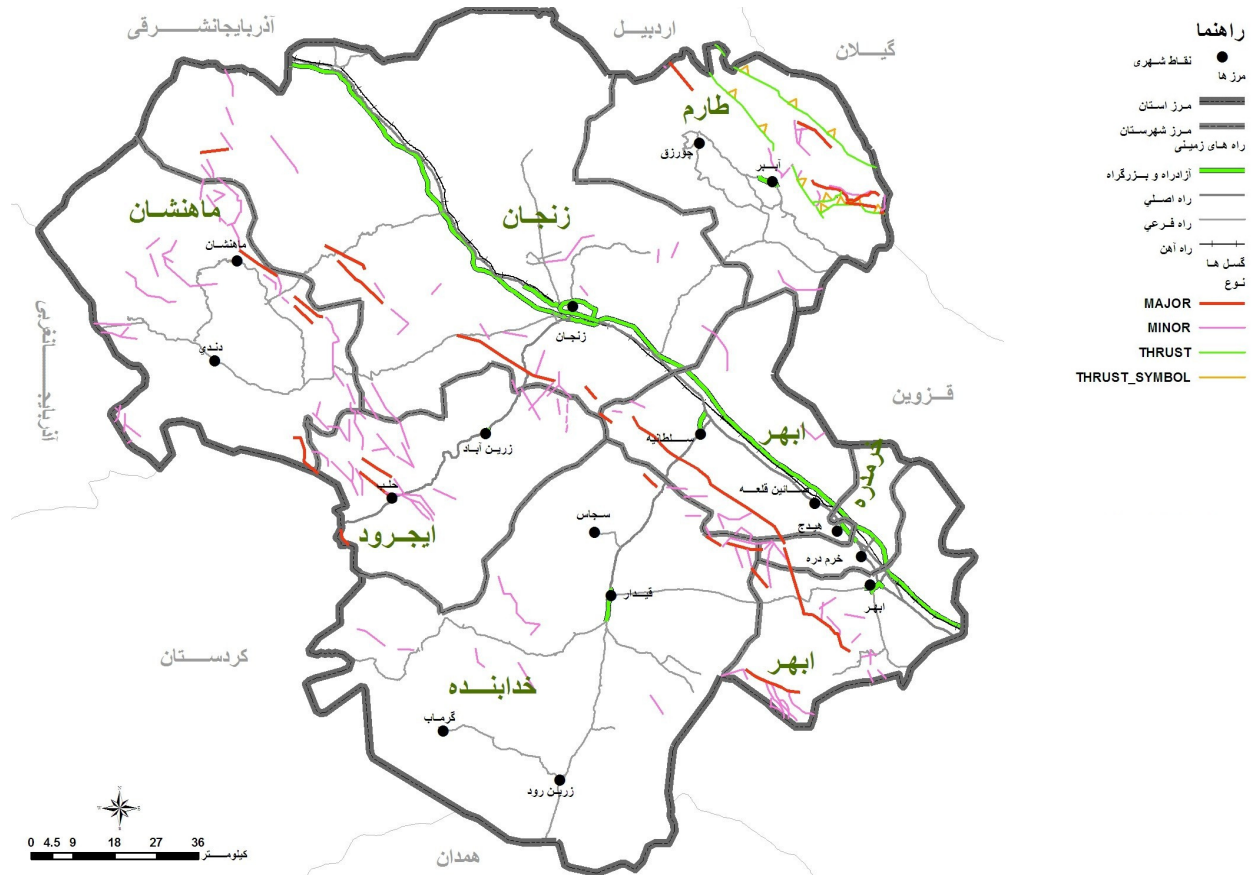 آذربایجانشرقی
اردبیل
گیلان
طارم
چورزق
آب بر
زنجان
ماهنشان
ماهنشان
زنجان
دندي
آذربایجانغربی
قزوین
ابهر
سلطانیه
زرین آباد
حلب
ایجرود
صائین قلعه
هیدج
خرم دره
ابهر
سجاس
قیدار
ابهر
خدابنده
کردستان
گرماب
زرین رود
همدان
0 4.5 9 18 27 36
کیلومتر
راهنما
نقاط شهری
مرز ها
مرز استان
مرز شهرستان
راه های زمینی
آزادراه و بزرگراه
راه اصلي
راه فرعي
راه آهن
گسل ها
نوع
MAJOR
MINOR
THRUST
THRUST_SYMBOL